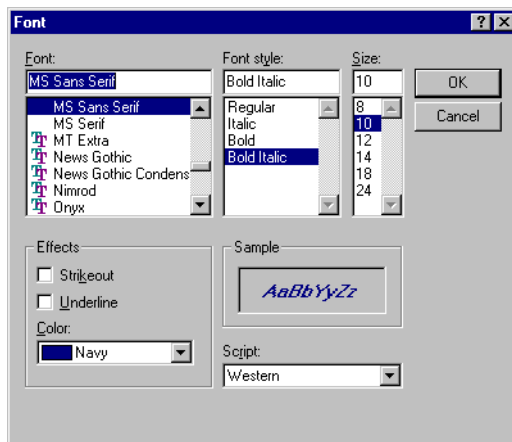 Font
Font:
MS Sans Serif
MS Sans Serif
MS Serif
MT Extra
News Gothic
News Gothic Condens
Nimrod
Onyx
Font style:
Bold Italic
Regular
Italic
Bold
Bold Italic
Size:
10
8
10
12
14
18
24
OK
Cancel
Effects
Strikeout
Underline
Color:
Navy
Sample
AaBbYyZz
Script:
Western